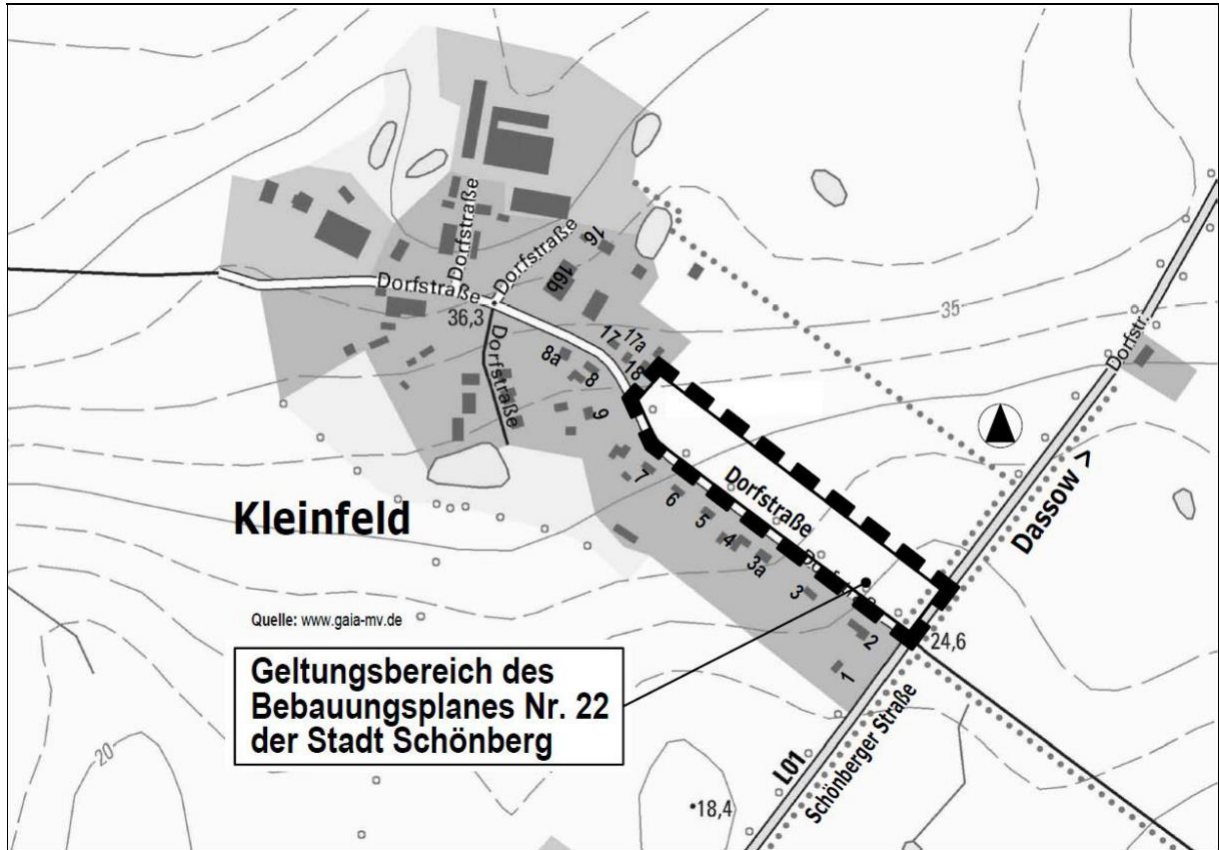 Dorfstraße
Dorfstraße
16
16b
Dorfstraße
36,3
Dorfstraße
17
17a
18
8a
8
9
35
Dorfstr.
7
6
5
4
3a
3
2
1
Dorfstraße
Dassow >
Kleinfeld
Quelle: www.gaia-mv.de
24,6
Geltungsbereich des
Bebauungsplanes Nr. 22
der Stadt Schönberg
20
L01
Schönberger Straße
18,4